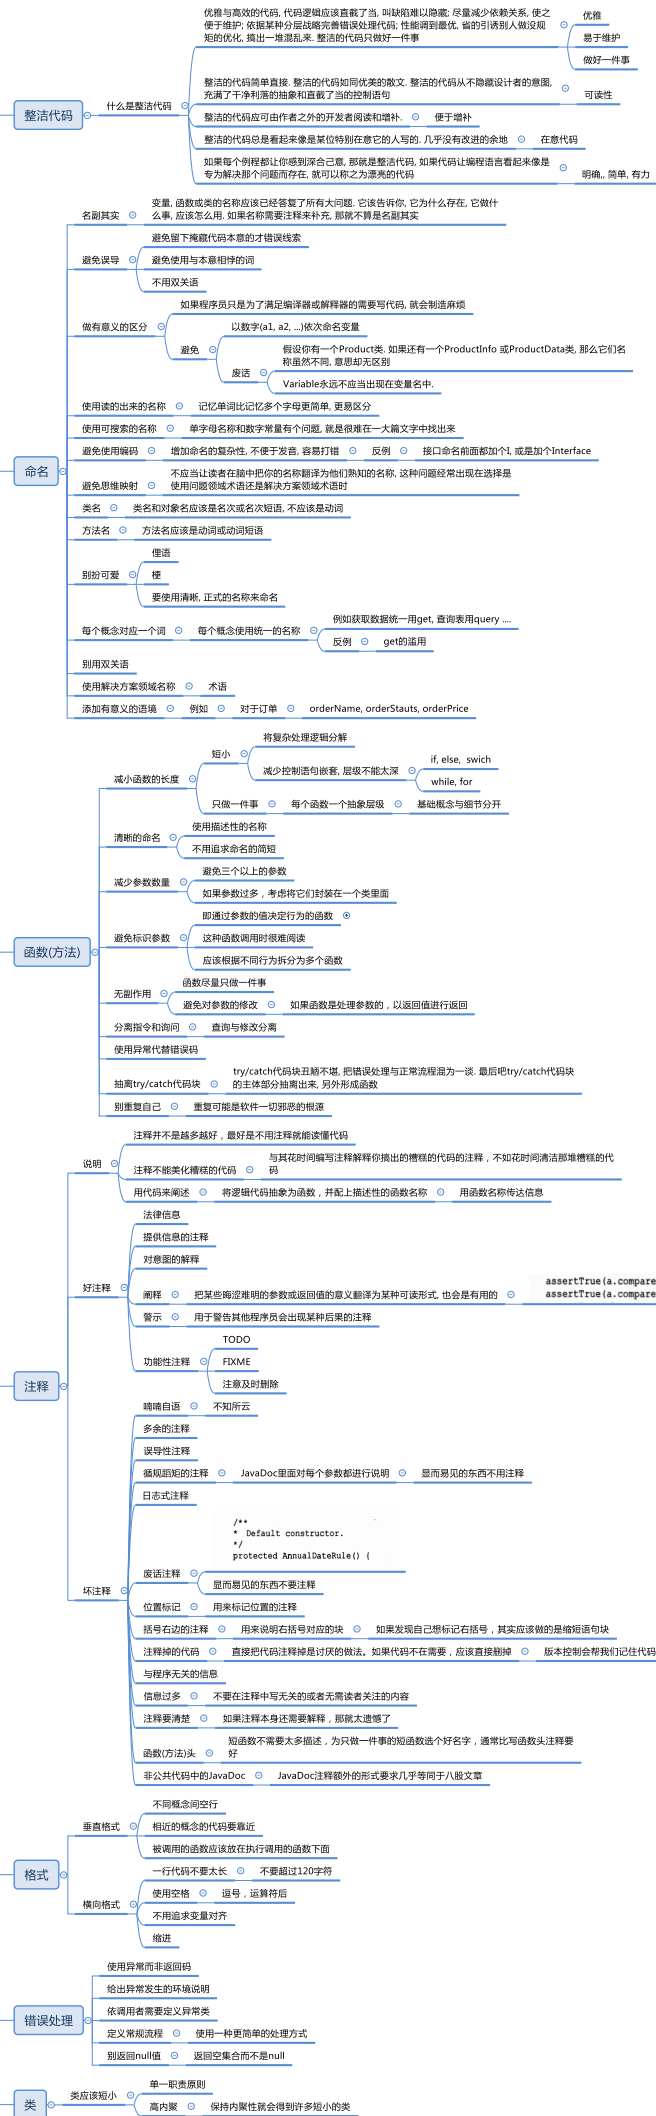 整洁代码
什么是整洁代码
优雅与高效的代码, 代码逻辑应该直截了当, 叫缺陷难以隐藏; 尽量减少依赖关系, 使之
便于维护; 依据某种分层战略完善错误处理代码; 性能调到最优, 省的引诱别人做没规
矩的优化, 搞出一堆混乱来. 整洁的代码只做好一件事
优雅
易于维护
做好一件事
整洁的代码简单直接. 整洁的代码如同优美的散文. 整洁的代码从不隐藏设计者的意图,
充满了干净利落的抽象和直截了当的控制语句
可读性
整洁的代码应可由作者之外的开发者阅读和增补.
便于增补
整洁的代码总是看起来像是某位特别在意它的人写的. 几乎没有改进的余地
在意代码
如果每个例程都让你感到深合己意, 那就是整洁代码, 如果代码让编程语言看起来像是
专为解决那个问题而存在, 就可以称之为漂亮的代码
明确,, 简单, 有力
命名
名副其实
变量, 函数或类的名称应该已经答复了所有大问题. 它该告诉你, 它为什么存在, 它做什
么事, 应该怎么用. 如果名称需要注释来补充, 那就不算是名副其实
避免误导
避免留下掩藏代码本意的才错误线索
避免使用与本意相悖的词
不用双关语
做有意义的区分
如果程序员只是为了满足编译器或解释器的需要写代码, 就会制造麻烦
避免
以数字(a1, a2, ...)依次命名变量
废话
假设你有一个Product类. 如果还有一个ProductInfo 或ProductData类, 那么它们名
称虽然不同, 意思却无区别
Variable永远不应当出现在变量名中.
使用读的出来的名称
记忆单词比记忆多个字母更简单, 更易区分
使用可搜索的名称
单字母名称和数字常量有个问题, 就是很难在一大篇文字中找出来
避免使用编码
增加命名的复杂性, 不便于发音, 容易打错
反例
接口命名前面都加个I, 或是加个Interface
避免思维映射
不应当让读者在脑中把你的名称翻译为他们熟知的名称, 这种问题经常出现在选择是
使用问题领域术语还是解决方案领域术语时
类名
类名和对象名应该是名次或名次短语, 不应该是动词
方法名
方法名应该是动词或动词短语
别扮可爱
俚语
梗
要使用清晰, 正式的名称来命名
每个概念对应一个词
每个概念使用统一的名称
例如获取数据统一用get, 查询表用query ....
反例
get的滥用
别用双关语
使用解决方案领域名称
术语
添加有意义的语境
例如
对于订单
orderName, orderStauts, orderPrice
函数(方法)
减小函数的长度
短小
将复杂处理逻辑分解
减少控制语句嵌套, 层级不能太深
if, else,  swich
while, for
只做一件事
每个函数一个抽象层级
基础概念与细节分开
清晰的命名
使用描述性的名称
不用追求命名的简短
减少参数数量
避免三个以上的参数
如果参数过多，考虑将它们封装在一个类里面
避免标识参数
即通过参数的值决定行为的函数
这种函数调用时很难阅读
应该根据不同行为拆分为多个函数
无副作用
函数尽量只做一件事
避免对参数的修改
如果函数是处理参数的，以返回值进行返回
分离指令和询问
查询与修改分离
使用异常代替错误码
抽离try/catch代码块
try/catch代码块丑陋不堪, 把错误处理与正常流程混为一谈. 最后吧try/catch代码块
的主体部分抽离出来, 另外形成函数
别重复自己
重复可能是软件一切邪恶的根源
注释
说明
注释并不是越多越好，最好是不用注释就能读懂代码
注释不能美化糟糕的代码
与其花时间编写注释解释你搞出的糟糕的代码的注释，不如花时间清洁那堆糟糕的代
码
用代码来阐述
将逻辑代码抽象为函数，并配上描述性的函数名称
用函数名称传达信息
好注释
法律信息
提供信息的注释
对意图的解释
阐释
把某些晦涩难明的参数或返回值的意义翻译为某种可读形式, 也会是有用的
assertTrue(a.compare
assertTrue(a.compare
警示
用于警告其他程序员会出现某种后果的注释
功能性注释
TODO
FIXME
注意及时删除
坏注释
喃喃自语
不知所云
多余的注释
误导性注释
循规蹈矩的注释
JavaDoc里面对每个参数都进行说明
显而易见的东西不用注释
日志式注释
废话注释
/**
* Default constructor.
*/
protected AnnualDateRule() {
显而易见的东西不要注释
位置标记
用来标记位置的注释
括号右边的注释
用来说明右括号对应的块
如果发现自己想标记右括号，其实应该做的是缩短语句块
注释掉的代码
直接把代码注释掉是讨厌的做法。如果代码不在需要，应该直接删掉
版本控制会帮我们记住代码
与程序无关的信息
信息过多
不要在注释中写无关的或者无需读者关注的内容
注释要清楚
如果注释本身还需要解释，那就太遗憾了
函数(方法)头
短函数不需要太多描述，为只做一件事的短函数选个好名字，通常比写函数头注释要
好
非公共代码中的JavaDoc
JavaDoc注释额外的形式要求几乎等同于八股文章
格式
垂直格式
不同概念间空行
相近的概念的代码要靠近
被调用的函数应该放在执行调用的函数下面
横向格式
一行代码不要太长
不要超过120字符
使用空格
逗号，运算符后
不用追求变量对齐
缩进
错误处理
使用异常而非返回码
给出异常发生的环境说明
依调用者需要定义异常类
定义常规流程
使用一种更简单的处理方式
别返回null值
返回空集合而不是null
类
类应该短小
单一职责原则
高内聚
保持内聚性就会得到许多短小的类